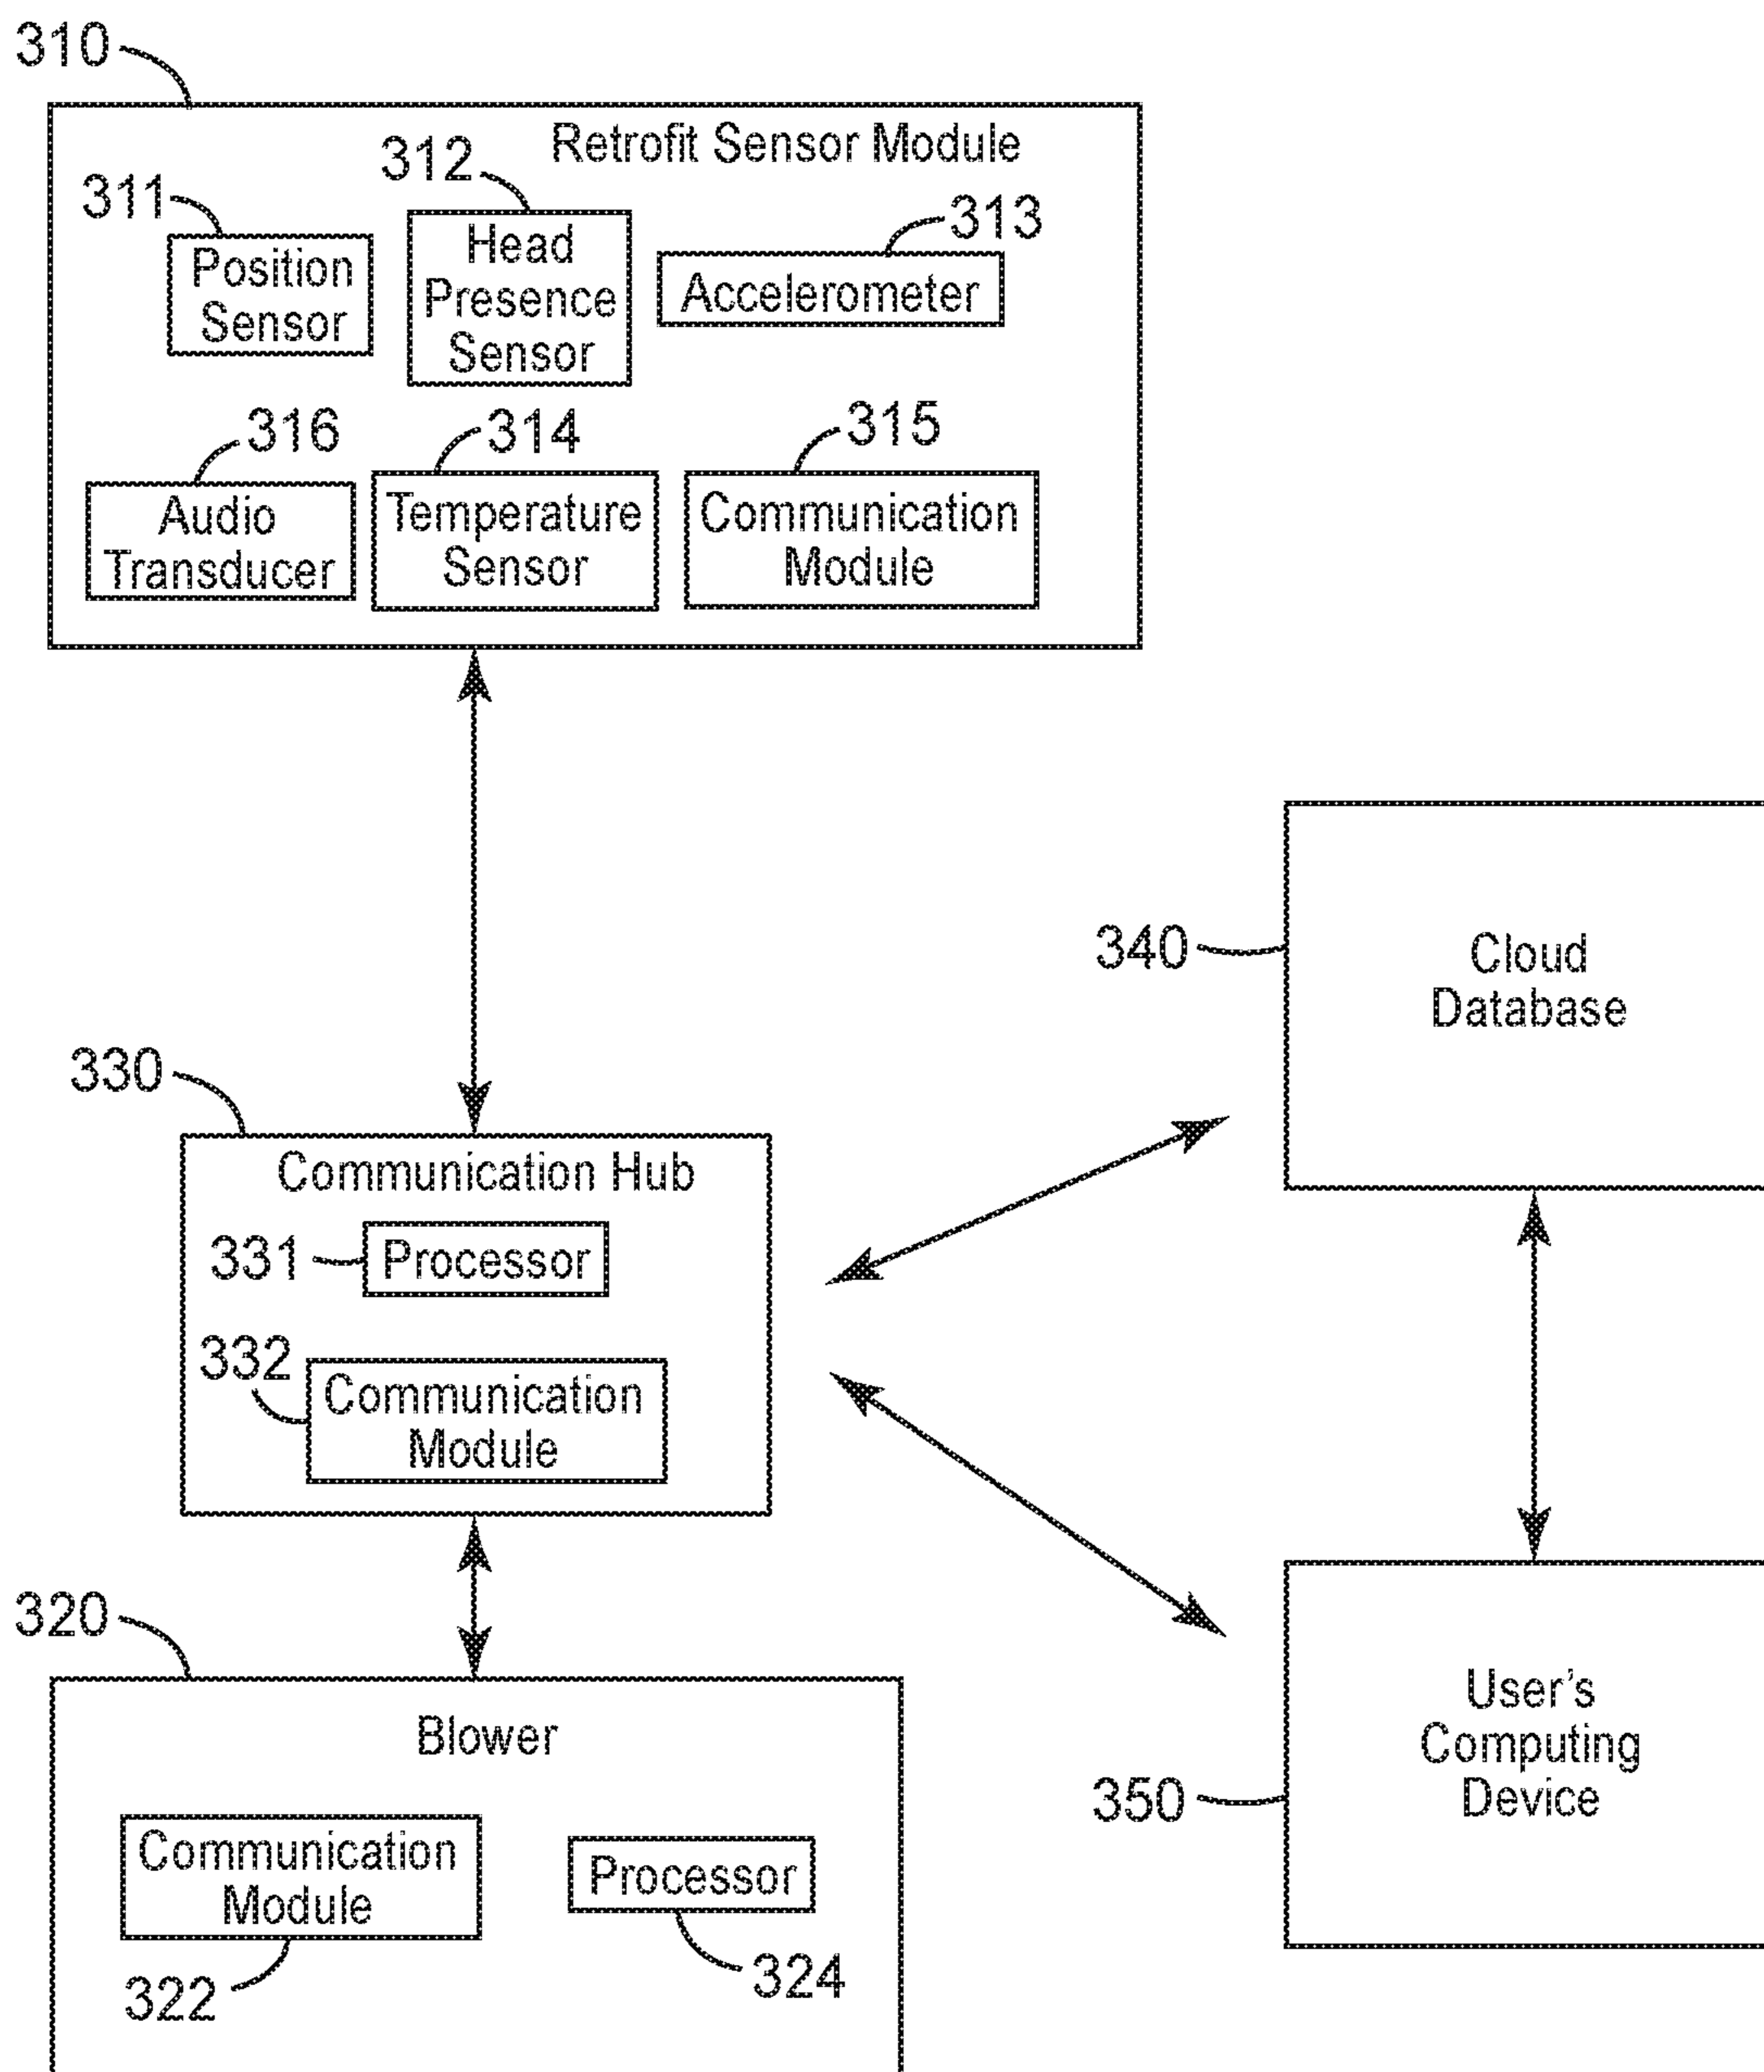 310
Retrofit Sensor Module
312
311
313
Position
Sensor
Head
Presence
Sensor
Accelerometer
316
314
315
Audio
Transducer
Temperature
Sensor
Communication
Module
340
Cloud
Database
330
Communication Hub
331
Processor
332
Communication
Module
320
Blower
350
User's
Computing
Device
Communication
Module
Processor
322
324